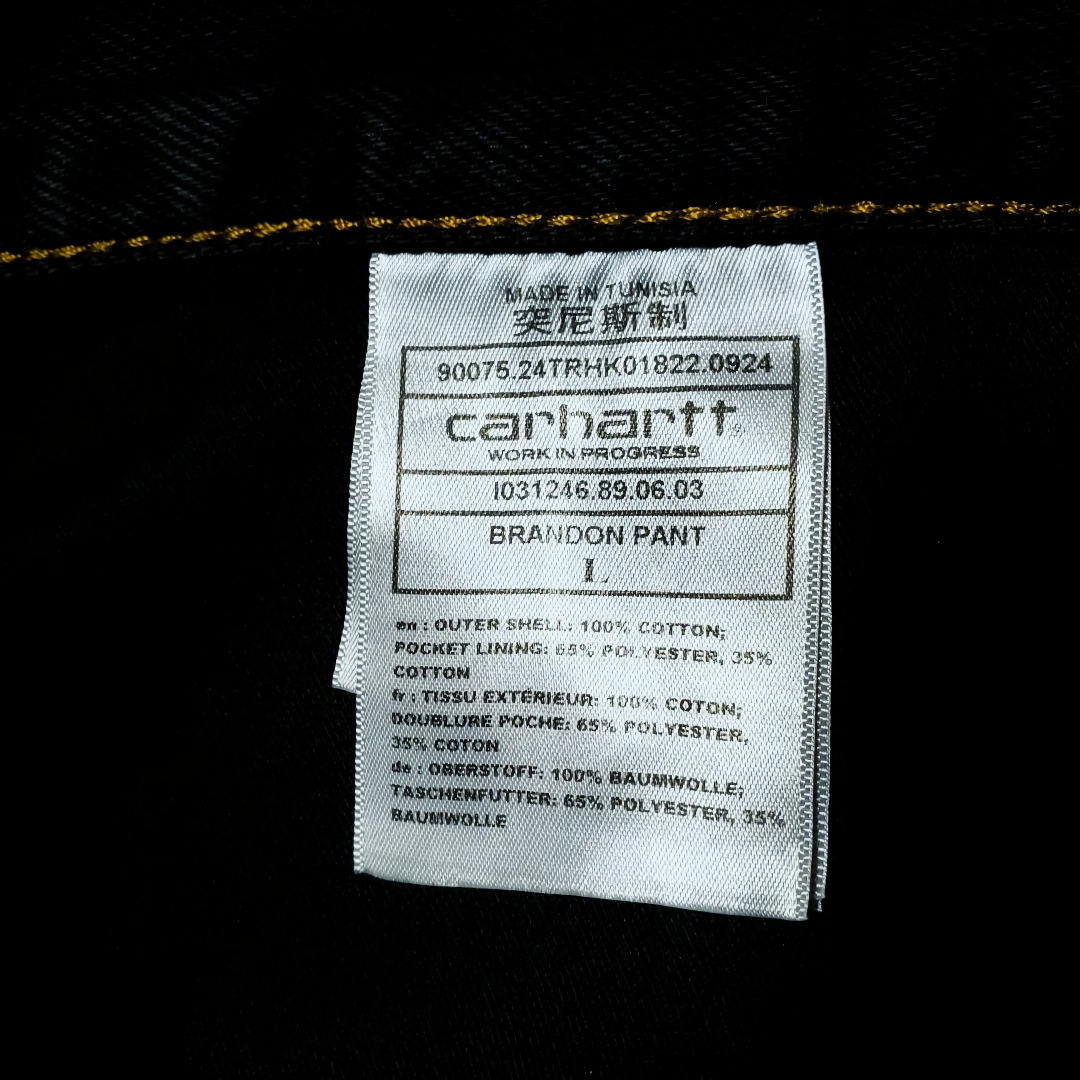 MADE IN TUNISIA
突尼斯制
90075.24TRHK01822.0924
carhartt®
WORK IN PROGRESS
I031246.89.06.03
BRANDON PANT
L
en : OUTER SHELL: 100% COTTON;
POCKET LINING: 65% POLYESTER, 35%
COTTON
fr : TISSU EXTÉRIEUR: 100% COTON;
DOUBLURE POCHE: 65% POLYESTER,
35% COTON
de : OBERSTOFF: 100% BAUMWOLLE;
TASCHENFUTTER: 65% POLYESTER, 35%
BAUMWOLLE